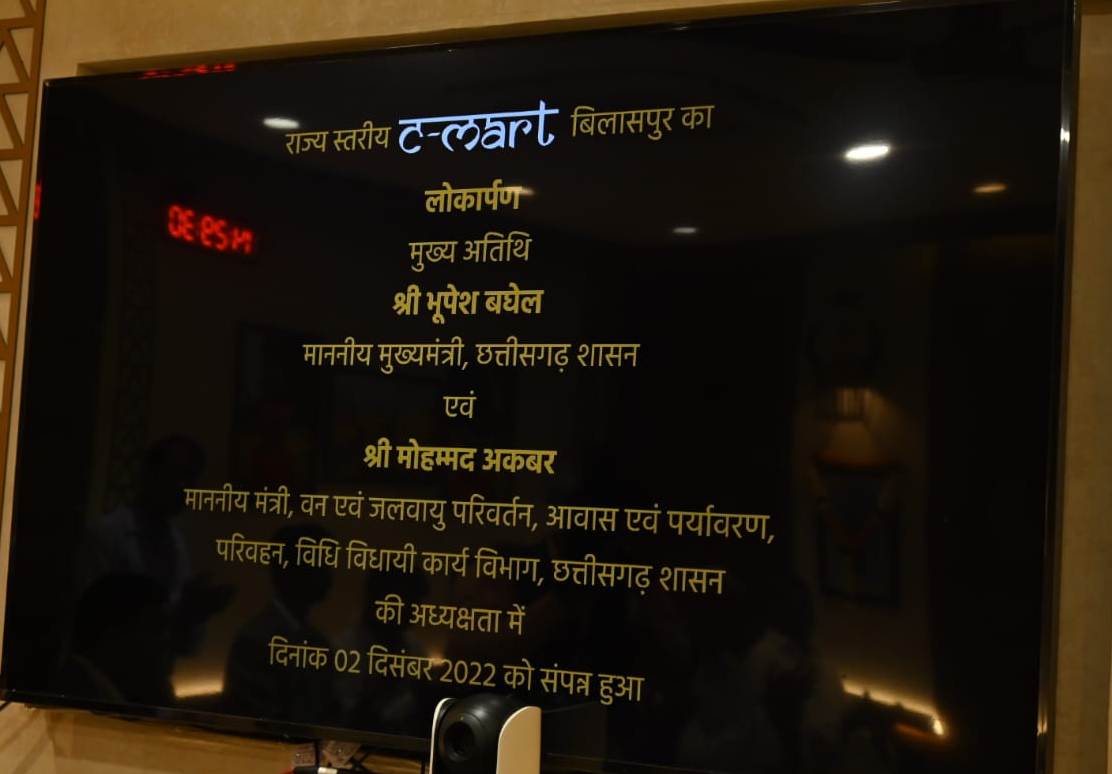 राज्य स्तरीय c-mart बिलासपुर का
लोकार्पण
मुख्य अतिथि
श्री भूपेश बघेल
माननीय मुख्यमंत्री, छत्तीसगढ़ शासन
एवं
श्री मोहम्मद अकबर
माननीय मंत्री, वन एवं जलवायु परिवर्तन, आवास एवं पर्यावरण,
परिवहन, विधि विधायी कार्य विभाग, छत्तीसगढ़ शासन
की अध्यक्षता में
दिनांक 02 दिसंबर 2022 को संपन्न हुआ